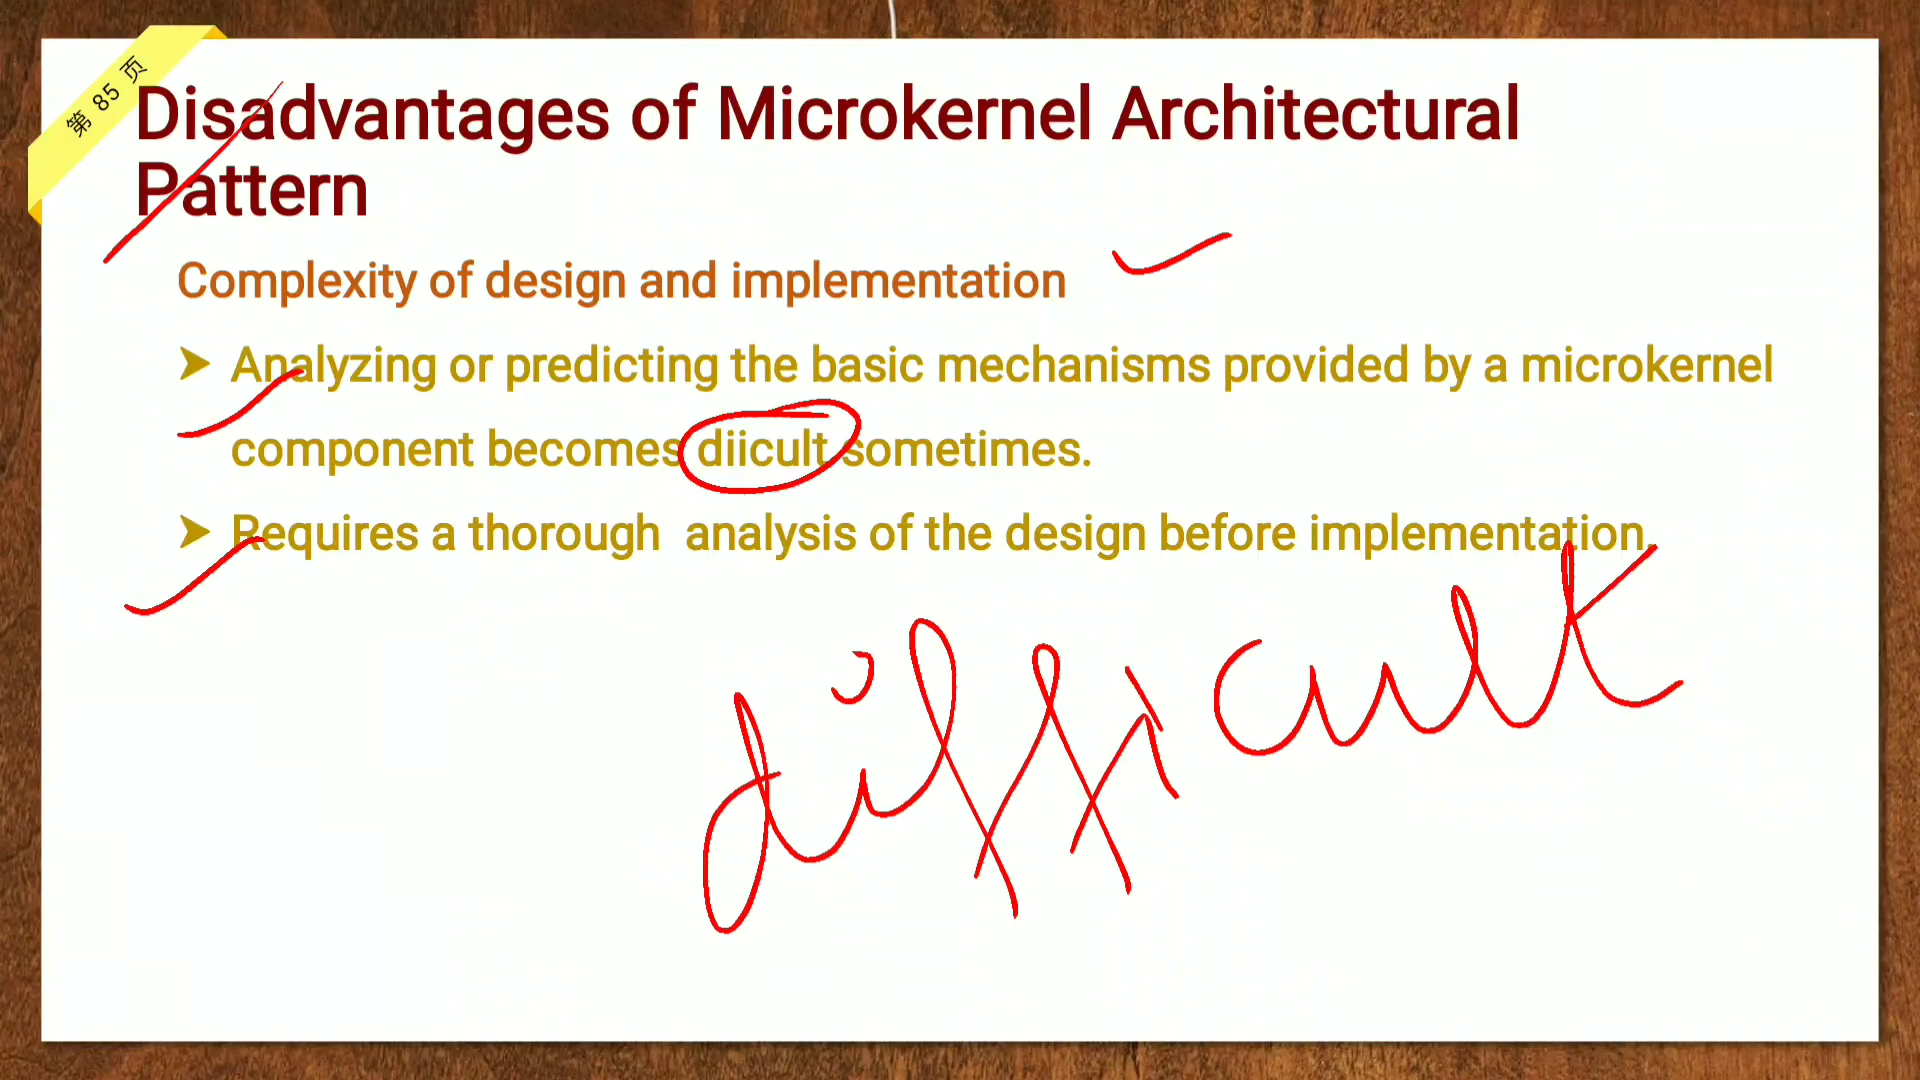 第 85 页
Disadvantages of Microkernel Architectural
Pattern
Complexity of design and implementation
➤ Analyzing or predicting the basic mechanisms provided by a microkernel
component becomes diicult sometimes.
➤ Requires a thorough analysis of the design before implementation.
difficult